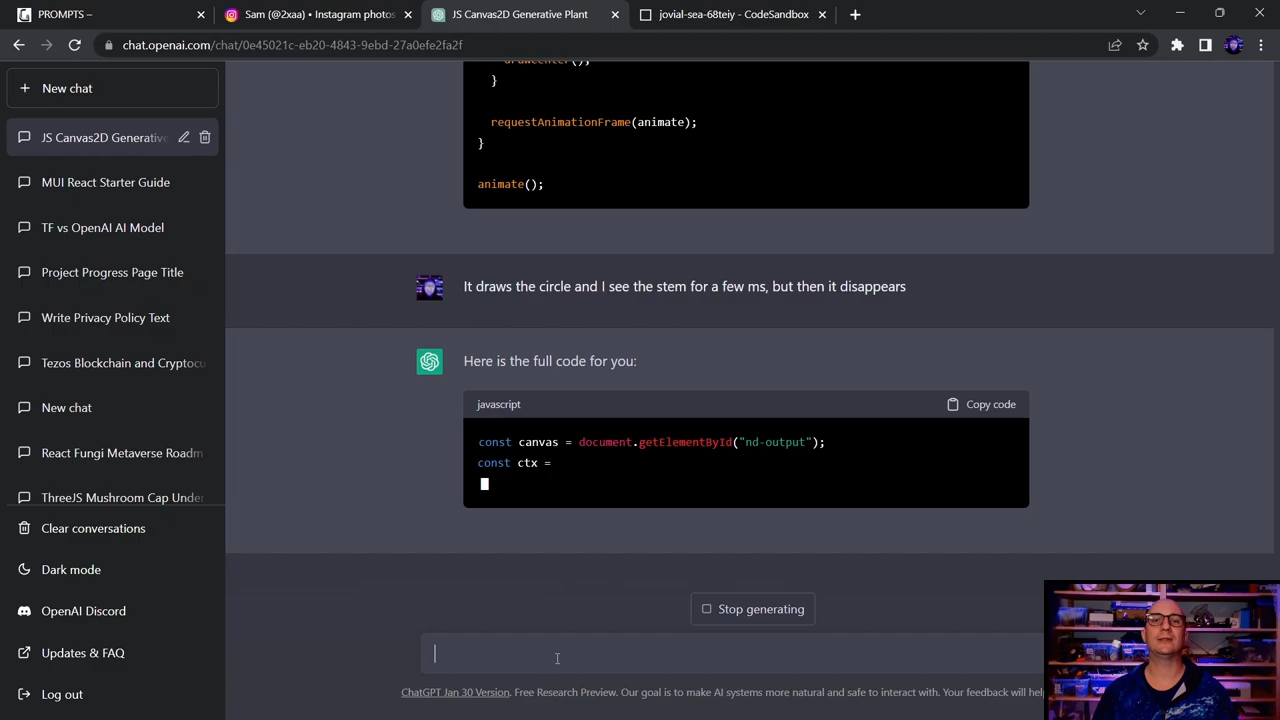 PROMPTS –
Sam (@2xaa) • Instagram photos
JS Canvas2D Generative Plant
jovial-sea-68teiy - CodeSandbox
chat.openai.com/chat/0e45021c-eb20-4843-9ebd-27a0efe2fa2f
New chat
JS Canvas2D Generative
MUI React Starter Guide
TF vs OpenAI AI Model
Project Progress Page Title
Write Privacy Policy Text
Tezos Blockchain and Cryptocu
New chat
React Fungi Metaverse Roadm
ThreeJS Mushroom Cap Under
Clear conversations
Dark mode
OpenAI Discord
Updates & FAQ
Log out
drawCenter();
}
requestAnimationFrame(animate);
}
animate();
It draws the circle and I see the stem for a few ms, but then it disappears
Here is the full code for you:
javascript
Copy code
const canvas = document.getElementById("nd-output");
const ctx =
Stop generating
ChatGPT Jan 30 Version. Free Research Preview. Our goal is to make AI systems more natural and safe to interact with. Your feedback will hel